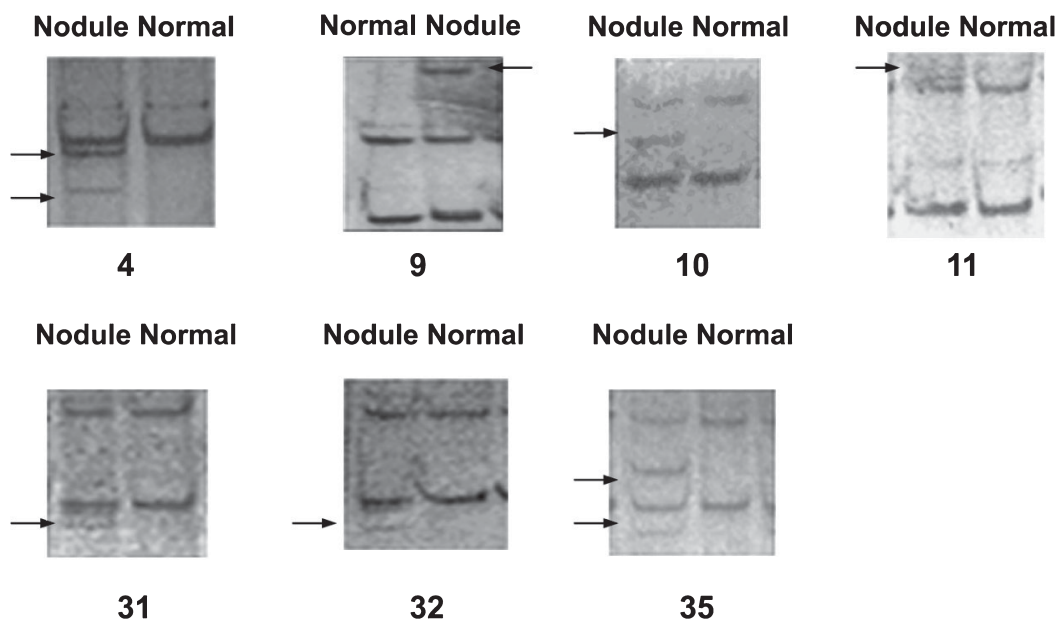 Nodule Normal
Normal Nodule
Nodule Normal
Nodule Normal
4
9
10
11
Nodule Normal
Nodule Normal
Nodule Normal
31
32
35